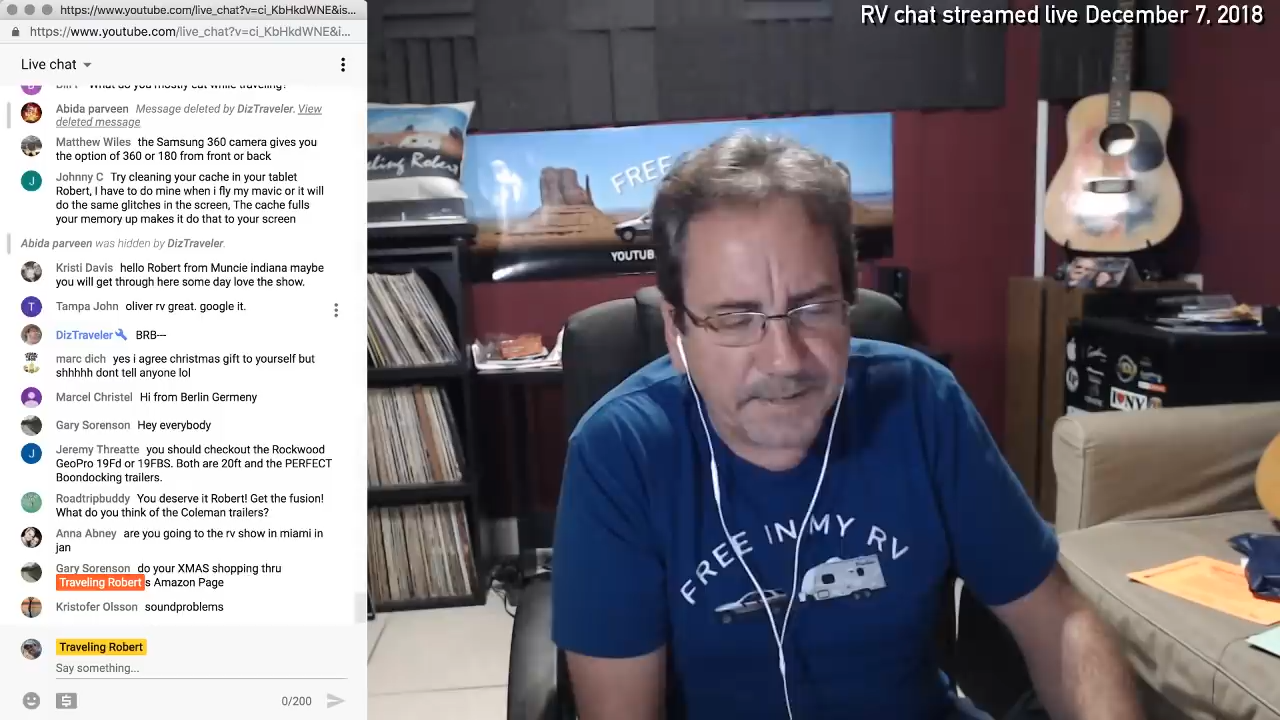 https://www.youtube.com/live_chat?v=ci_KbHkdWNE&is...
https://www.youtube.com/live_chat?v=ci_KbHkdWNE&i...
Live chat
What do you mostly eat while traveling?
Abida parveen Message deleted by DizTraveler. View
deleted message
Matthew Wiles the Samsung 360 camera gives you
the option of 360 or 180 from front or back
J
Johnny C Try cleaning your cache in your tablet
Robert, I have to do mine when i fly my mavic or it will
do the same glitches in the screen, The cache fulls
your memory up makes it do that to your screen
Abida parveen was hidden by DizTraveler.
Kristi Davis hello Robert from Muncie indiana maybe
you will get through here some day love the show.
T
Tampa John oliver rv great. google it.
DizTraveler BRB---
marc dich yes i agree christmas gift to yourself but
shhhhh dont tell anyone lol
Marcel Christel Hi from Berlin Germeny
Gary Sorenson Hey everybody
J
Jeremy Threatte you should checkout the Rockwood
GeoPro 19Fd or 19FBS. Both are 20ft and the PERFECT
Boondocking trailers.
Roadtripbuddy You deserve it Robert! Get the fusion!
What do you think of the Coleman trailers?
Anna Abney are you going to the rv show in miami in
jan
Gary Sorenson do your XMAS shopping thru
Traveling Robert s Amazon Page
Kristofer Olsson soundproblems
Traveling Robert
Say something...
0/200
RV chat streamed live December 7, 2018
eling Robert
FREE
YOUTUB
FREE IN MY RV
I ♥ NY